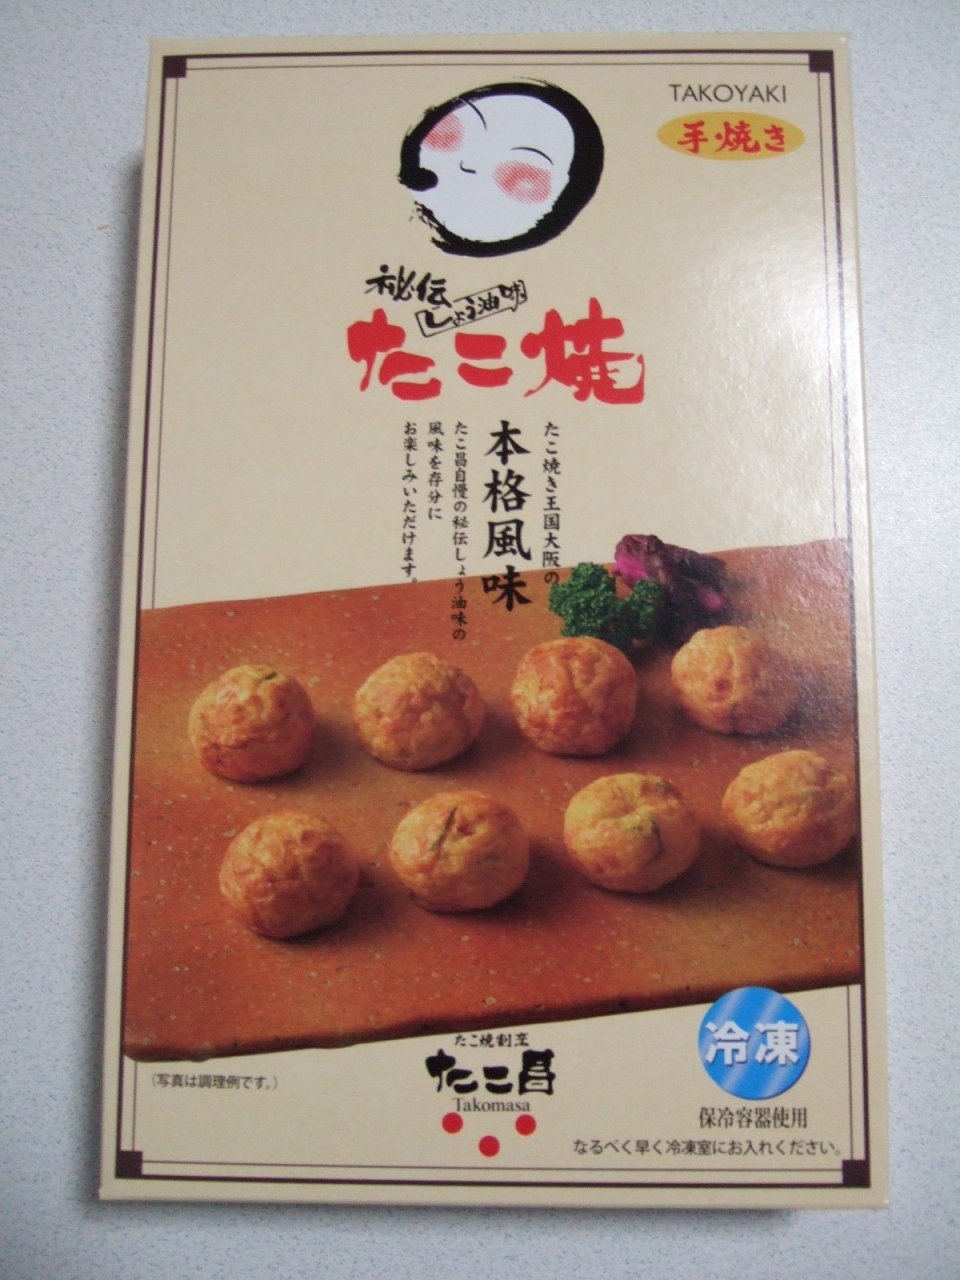 TAKOYAKI
手焼き
秘伝
しょう油味
たこ焼
たこ焼き王国大阪の
本格風味
たこ昌自慢の秘伝しょう油味の
風味を存分に
お楽しみいただけます。
たこ焼割烹
たこ昌
Takomasa
冷凍
保冷容器使用
(写真は調理例です。)
なるべく早く冷凍室にお入れください。